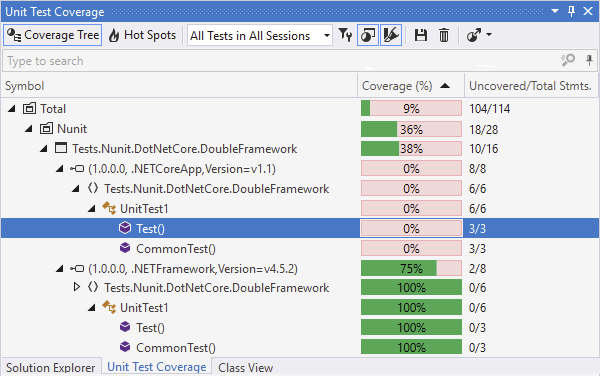 Unit Test Coverage
Coverage Tree Hot Spots All Tests in All Sessions
Type to search
Symbol Coverage (%) Uncovered/Total Stmts.
Total 9% 104/114
Nunit 36% 18/28
Tests.Nunit.DotNetCore.DoubleFramework 38% 10/16
(1.0.0.0, .NETCoreApp,Version=v1.1) 0% 8/8
Tests.Nunit.DotNetCore.DoubleFramework 0% 6/6
UnitTest1 0% 6/6
Test() 0% 3/3
CommonTest() 0% 3/3
(1.0.0.0, .NETFramework,Version=v4.5.2) 75% 2/8
Tests.Nunit.DotNetCore.DoubleFramework 100% 0/6
UnitTest1 100% 0/6
Test() 100% 0/3
CommonTest() 100% 0/3
Solution Explorer Unit Test Coverage Class View